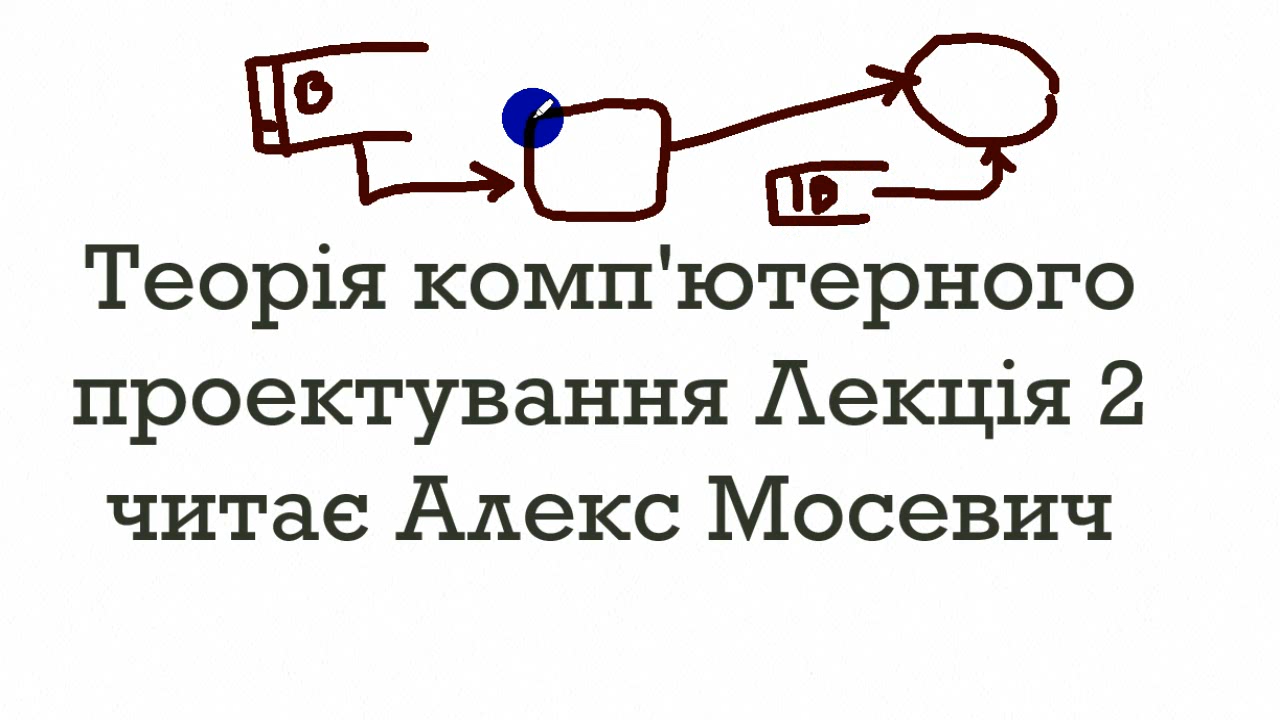 Теорія комп'ютерного
проектування Лекція 2
читає Алекс Мосевич